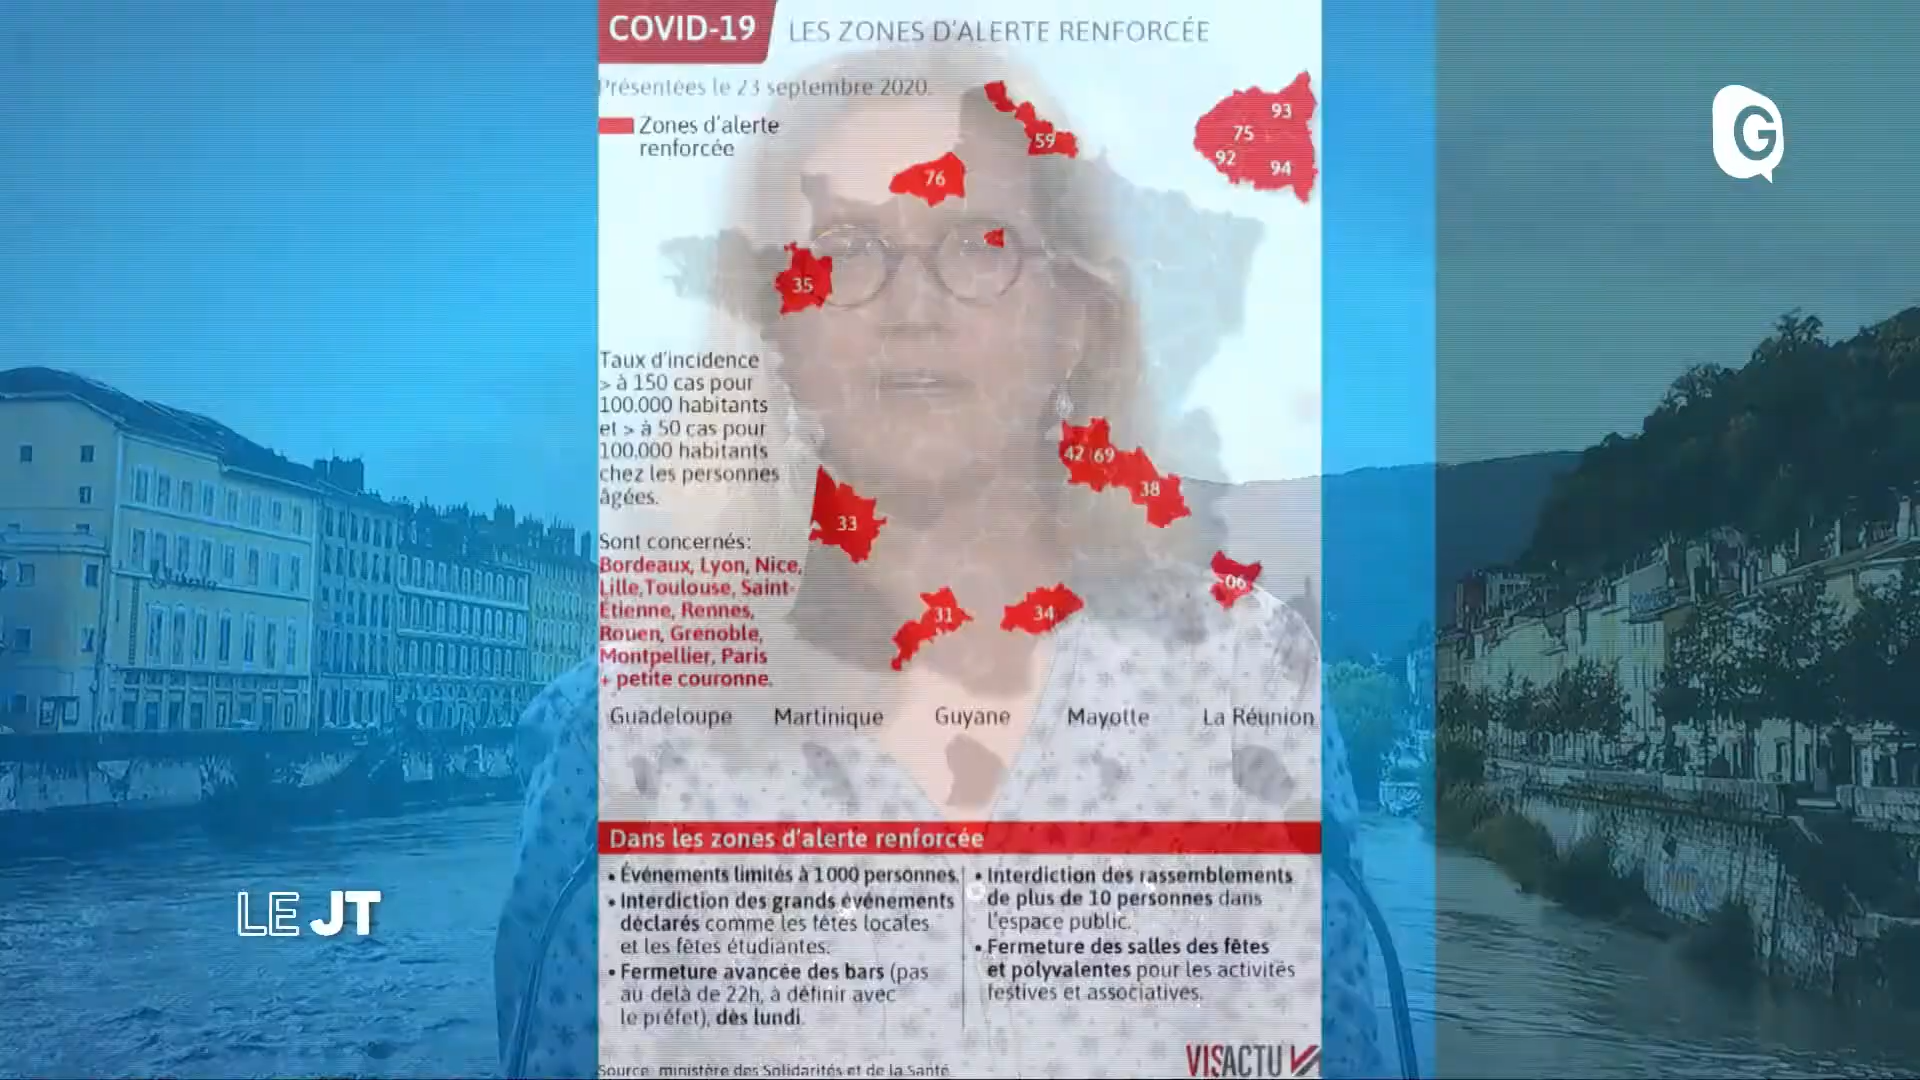 COVID-19 LES ZONES D'ALERTE RENFORCÉE
Présentées le 23 septembre 2020.
Zones d'alerte
renforcée
59
93
75
92
94
76
35
Taux d'incidence
> à 150 cas pour
100.000 habitants
et > à 50 cas pour
100.000 habitants
chez les personnes
âgées.
42 69
38
33
06
31
34
Sont concernés:
Bordeaux, Lyon, Nice,
Lille,Toulouse, Saint-
Étienne, Rennes,
Rouen, Grenoble,
Montpellier, Paris
+ petite couronne.
Guadeloupe Martinique Guyane Mayotte La Réunion
Dans les zones d'alerte renforcée
• Événements limités à 1000 personnes.
• Interdiction des grands événements
déclarés comme les fêtes locales
et les fêtes étudiantes.
• Fermeture avancée des bars (pas
au delà de 22h, à définir avec
le préfet), dès lundi.
• Interdiction des rassemblements
de plus de 10 personnes dans
l'espace public.
• Fermeture des salles des fêtes
et polyvalentes pour les activités
festives et associatives.
Source: ministère des Solidarités et de la Santé
VISACTU
LE JT
G